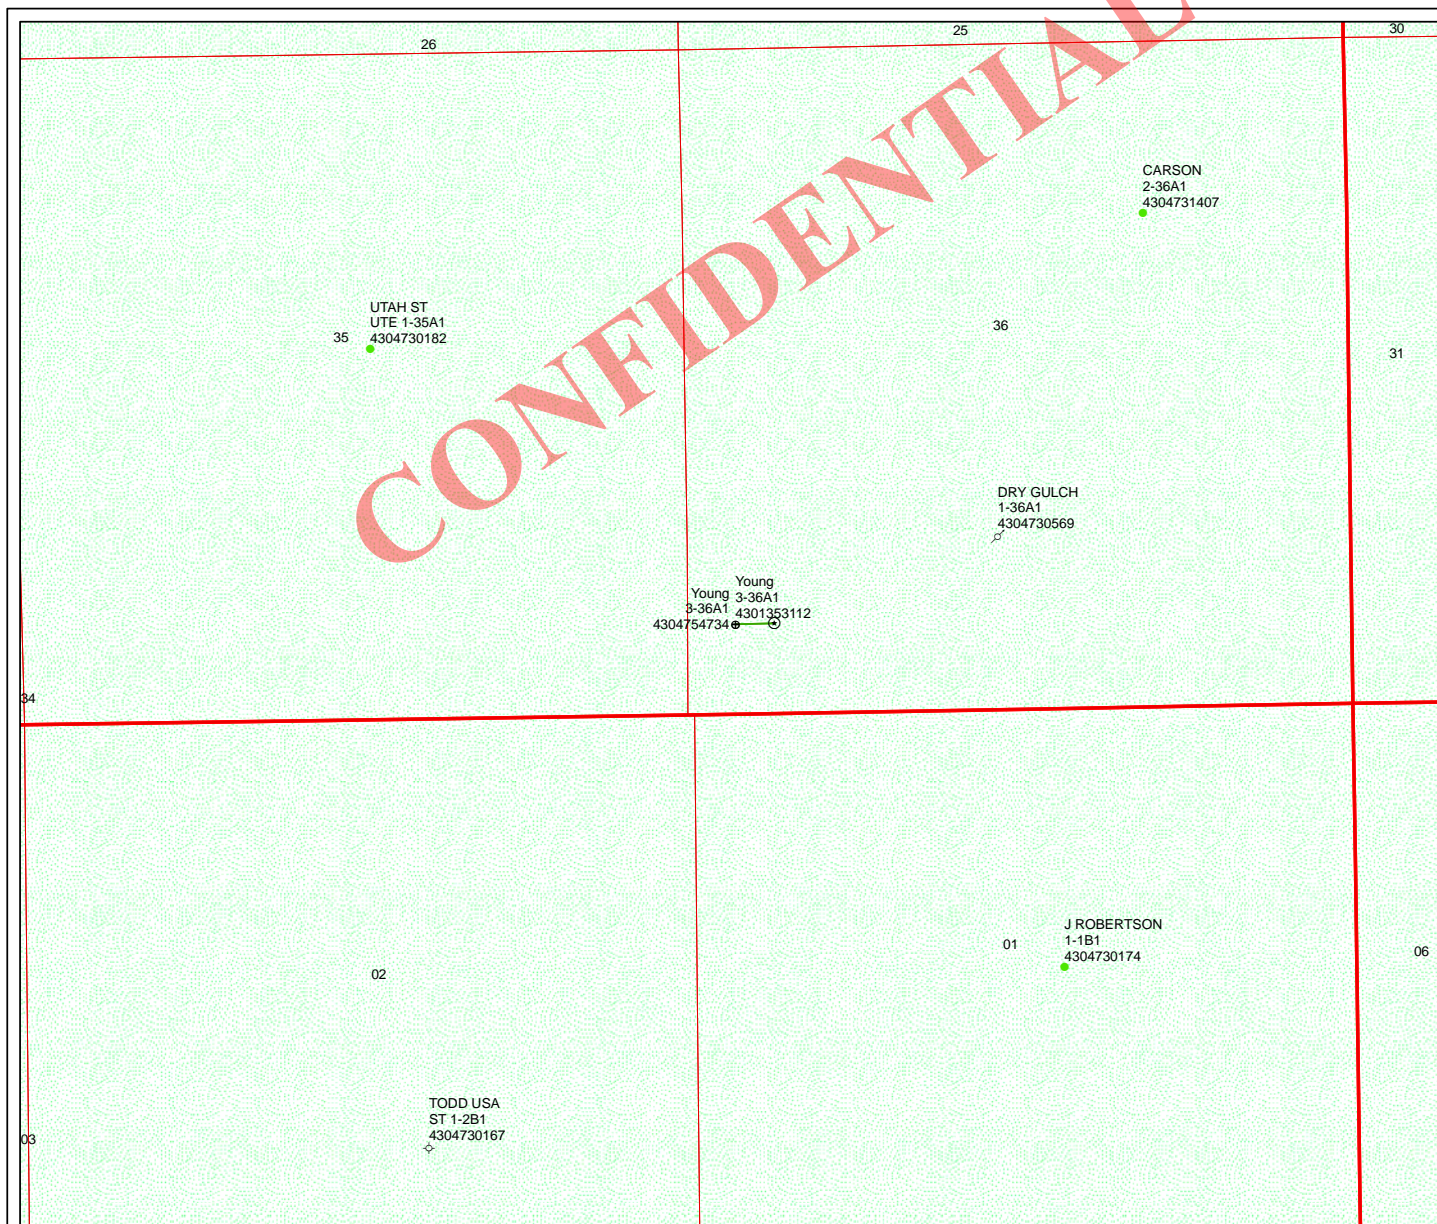 26
25
30
CARSON
2-36A1
4304731407
UTAH ST
UTE 1-35A1
4304730182
35
36
31
CONFIDENTIAL
DRY GULCH
1-36A1
4304730569
Young
3-36A1
4304754734
Young
3-36A1
4301353112
34
J ROBERTSON
1-1B1
4304730174
01
06
02
TODD USA
ST 1-2B1
4304730167
03